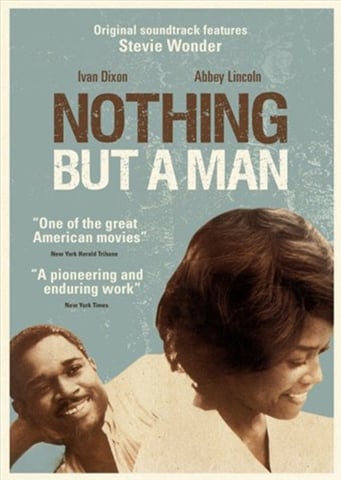 Original soundtrack features
Stevie Wonder
Ivan Dixon Abbey Lincoln
NOTHING
BUT A MAN
“One of the great
American movies”
New York Herald Tribune
“A pioneering and
enduring work”
New York Times